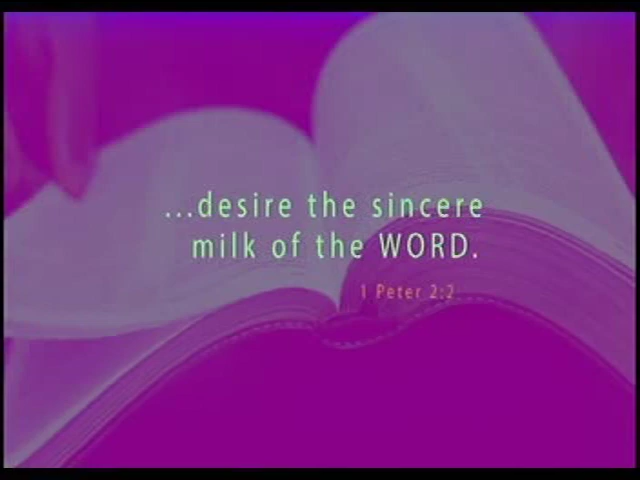 ...desire the sincere
milk of the WORD.
1 Peter 2:2